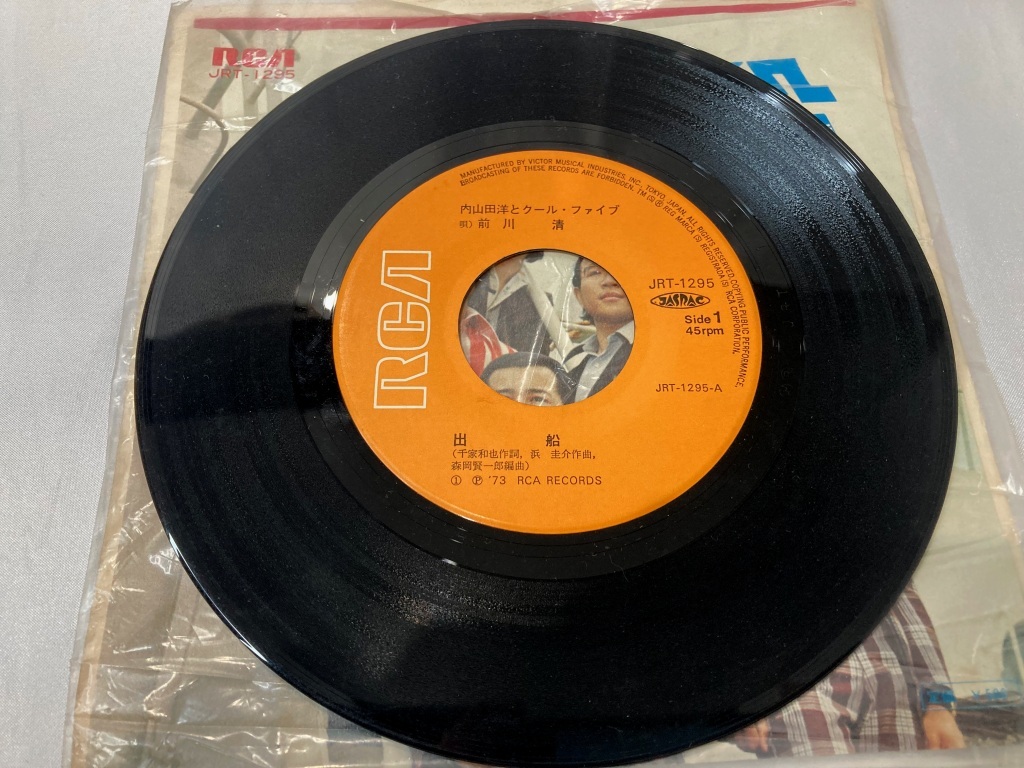 RCA
JRT-1295
MANUFACTURED BY VICTOR MUSICAL INDUSTRIES, INC. TOKYO, JAPAN. ALL RIGHTS RESERVED. COPYING, PUBLIC PERFORMANCE,
BROADCASTING OF THESE RECORDS ARE FORBIDDEN. TM(S) ® REG MARCA(S) REGISTRADA(S) RCA CORPORATION.
内山田洋とクール・ファイブ
唄) 前川 清
RCA
JRT-1295
JASRAC
Side 1
45rpm
JRT-1295-A
出 船
(千家和也作詞, 浜 圭介作曲,
森岡賢一郎編曲)
① ℗ '73 RCA RECORDS